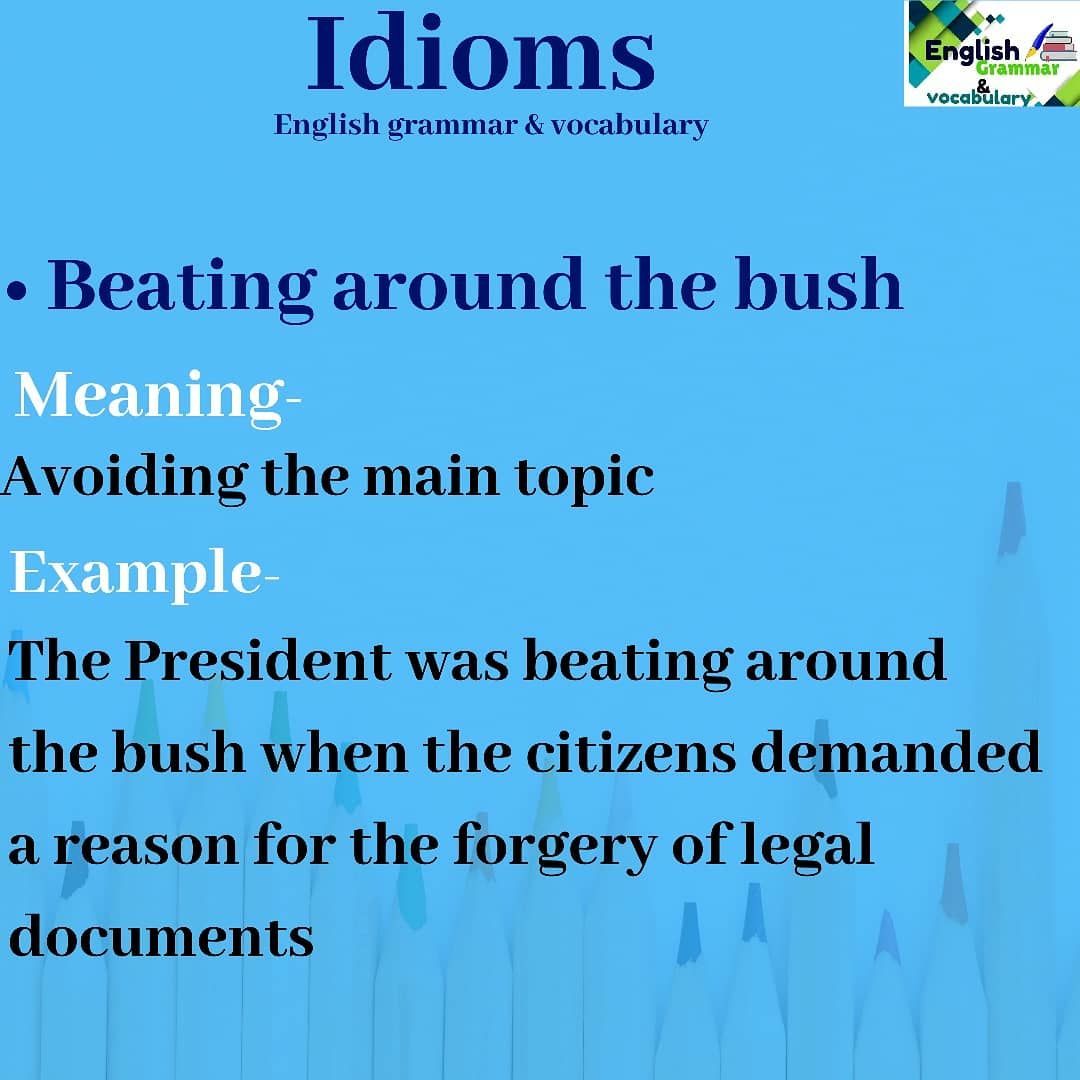 Idioms
English grammar & vocabulary
English
Grammar
&
vocabulary
• Beating around the bush
Meaning-
Avoiding the main topic
Example-
The President was beating around
the bush when the citizens demanded
a reason for the forgery of legal
documents